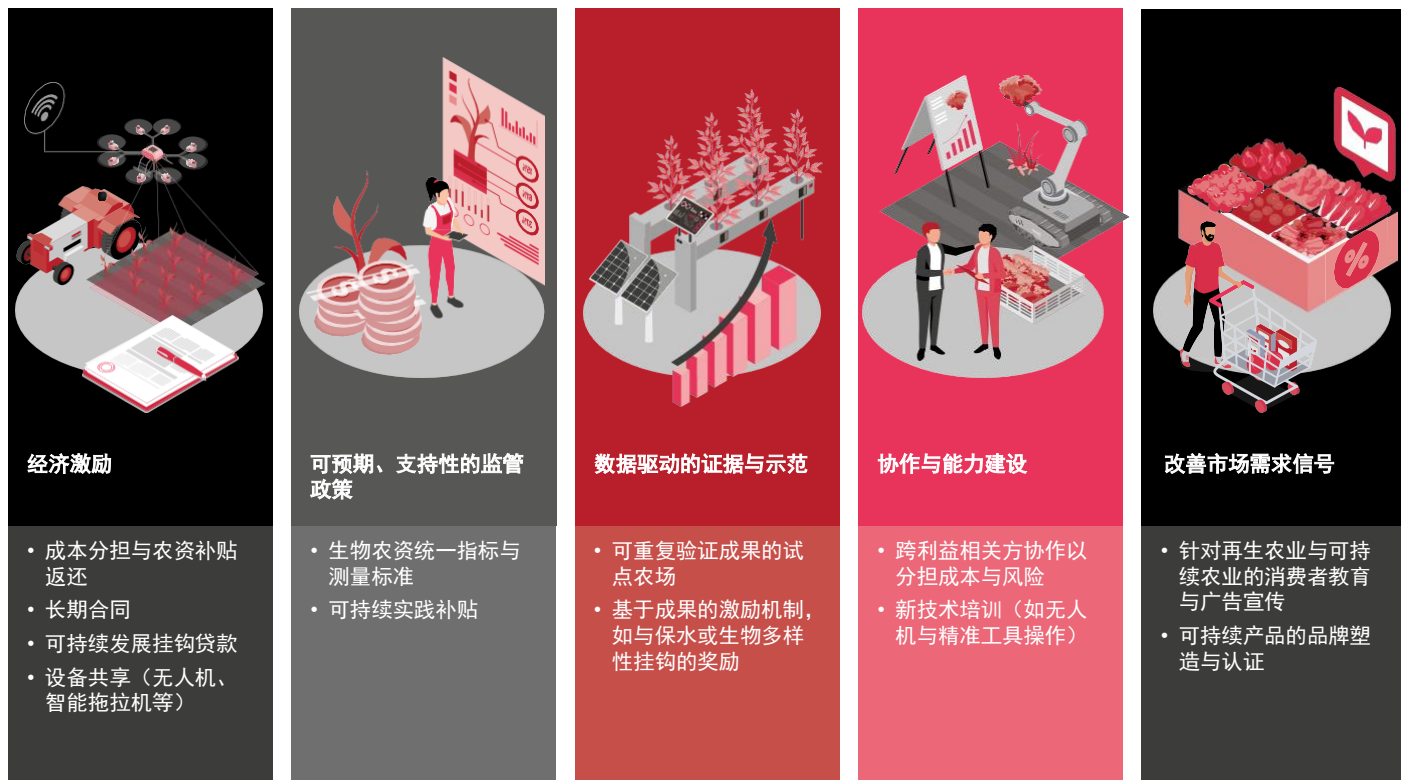 经济激励
• 成本分担与农资补贴
返还
• 长期合同
• 可持续发展挂钩贷款
• 设备共享（无人机、
智能拖拉机等）
可预期、支持性的监管
政策
• 生物农资统一指标与
测量标准
• 可持续实践补贴
数据驱动的证据与示范
• 可重复验证成果的试
点农场
• 基于成果的激励机制，
如与保水或生物多样
性挂钩的奖励
协作与能力建设
• 跨利益相关方协作以
分担成本与风险
• 新技术培训（如无人
机与精准工具操作）
%
改善市场需求信号
• 针对再生农业与可持
续农业的消费者教育
与广告宣传
• 可持续产品的品牌塑
造与认证